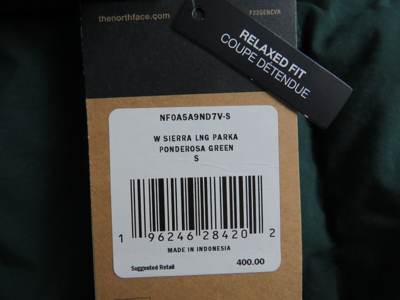 thenorthface.com
F22GENCVR
RELAXED FIT
COUPE DÉTENDUE
NF0A5A9ND7V-S
W SIERRA LNG PARKA
PONDEROSA GREEN
S
1 96246 28420 2
MADE IN INDONESIA
Suggested Retail 400.00